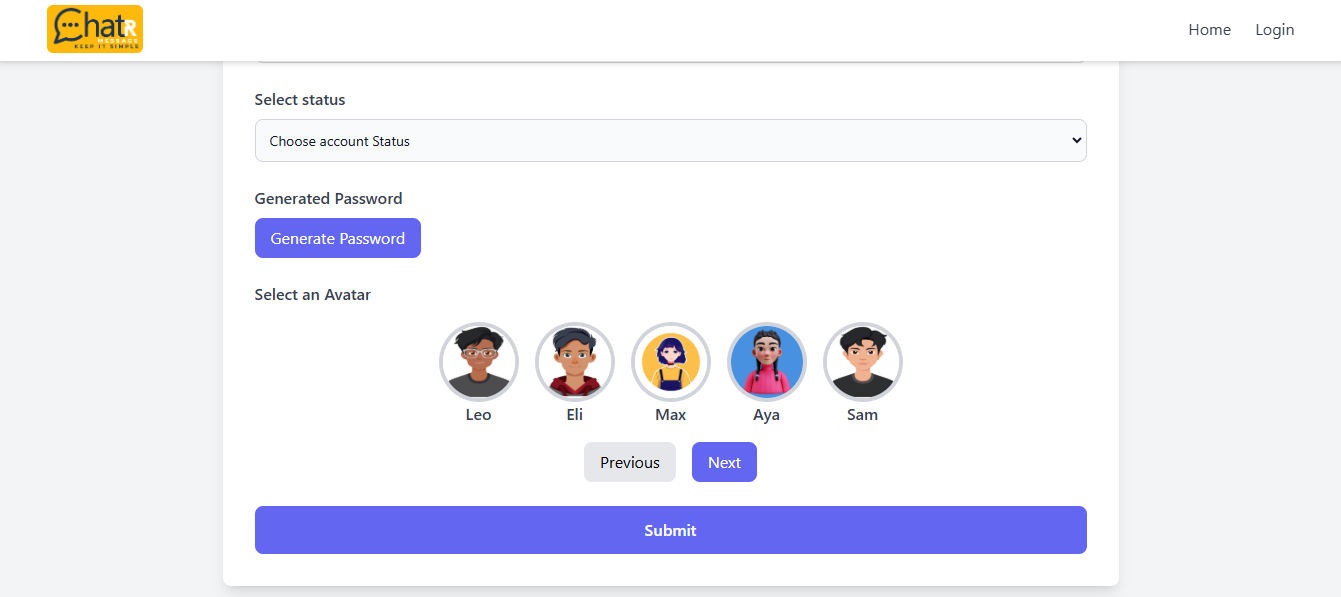 ChatR
MESSAGE
KEEP IT SIMPLE
Home
Login
Select status
Choose account Status
Generated Password
Generate Password
Select an Avatar
Leo
Eli
Max
Aya
Sam
Previous
Next
Submit